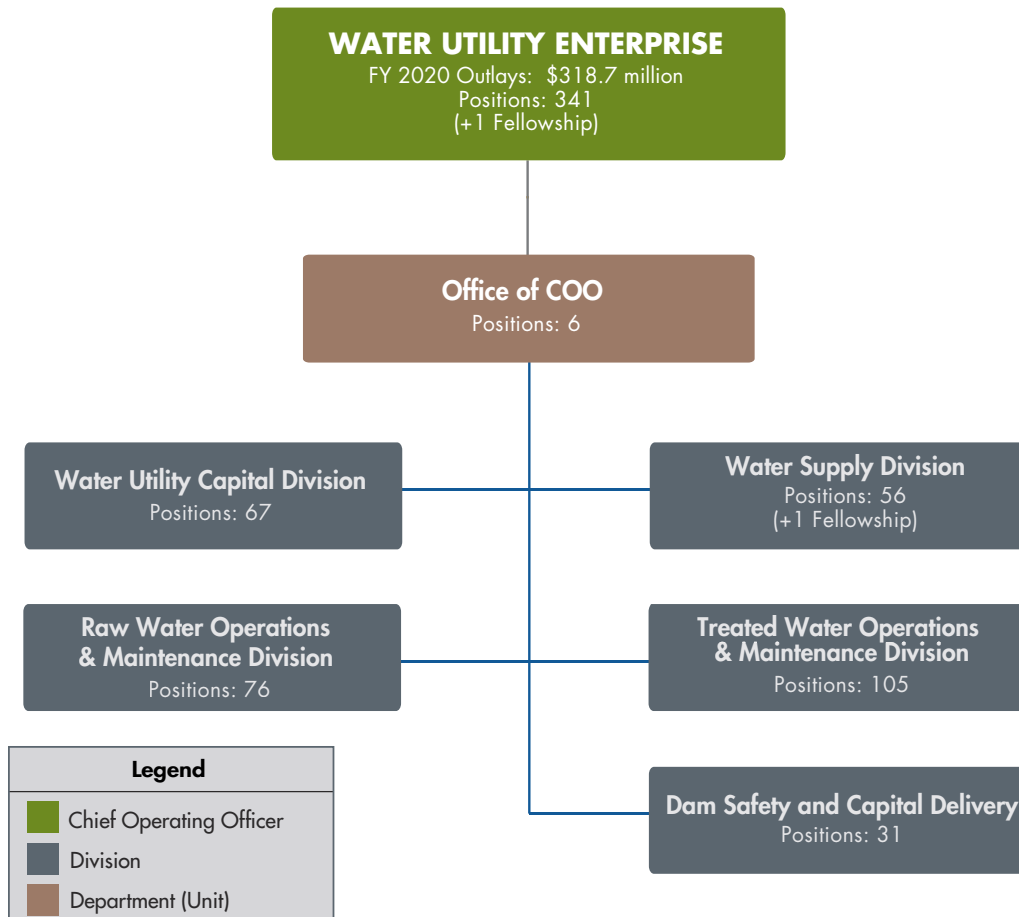 WATER UTILITY ENTERPRISE
FY 2020 Outlays: $318.7 million
Positions: 341
(+1 Fellowship)
Office of COO
Positions: 6
Water Utility Capital Division
Positions: 67
Water Supply Division
Positions: 56
(+1 Fellowship)
Raw Water Operations
& Maintenance Division
Positions: 76
Treated Water Operations
& Maintenance Division
Positions: 105
Dam Safety and Capital Delivery
Positions: 31
Legend
Chief Operating Officer
Division
Department (Unit)